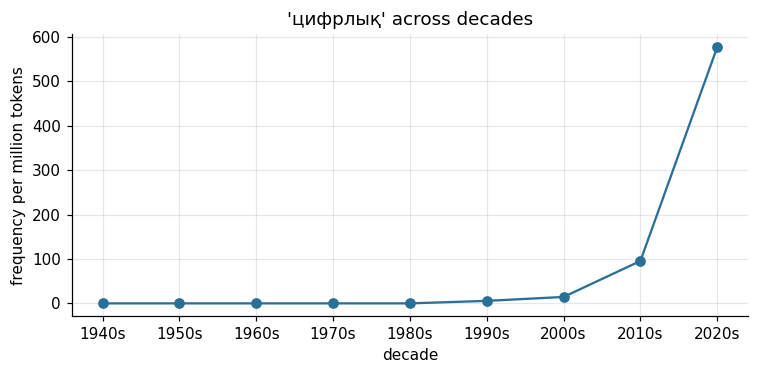 'цифрлық' across decades
frequency per million tokens
600
500
400
300
200
100
0
1940s 1950s 1960s 1970s 1980s 1990s 2000s 2010s 2020s
decade